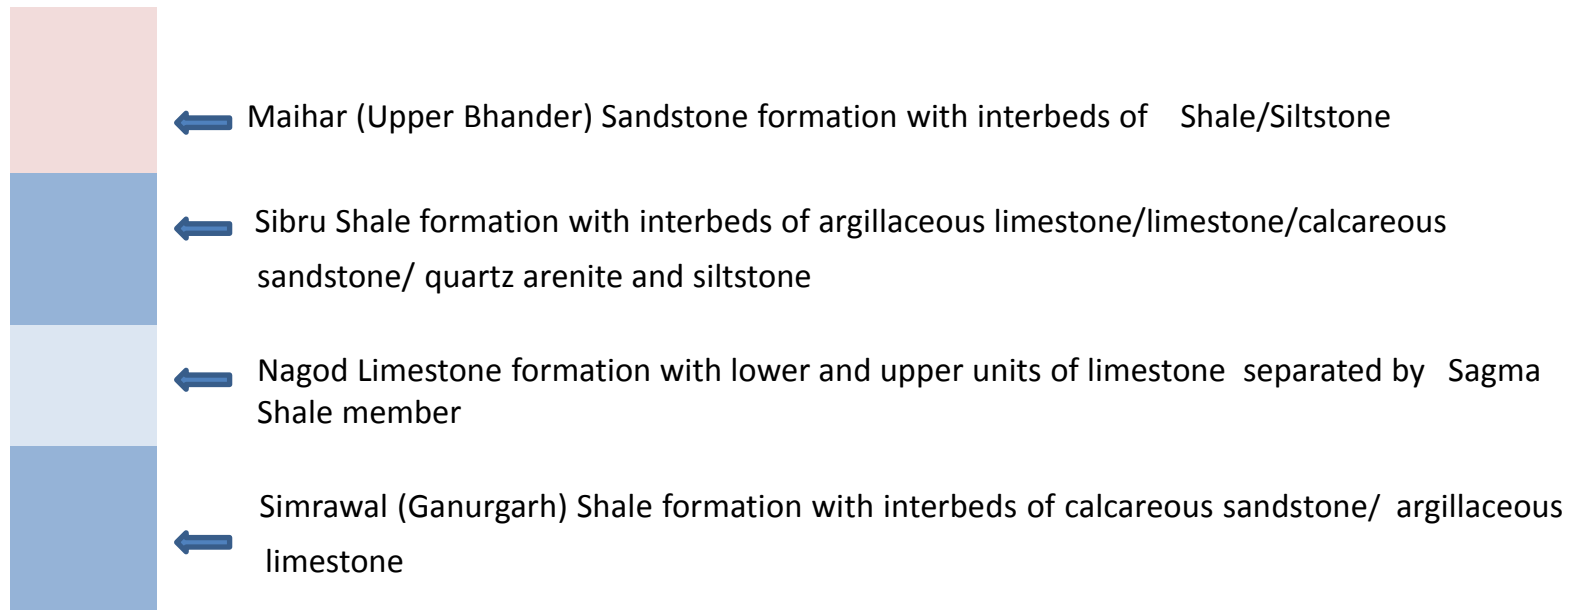 Maihar (Upper Bhander) Sandstone formation with interbeds of Shale/Siltstone
Sibru Shale formation with interbeds of argillaceous limestone/limestone/calcareous
sandstone/ quartz arenite and siltstone
Nagod Limestone formation with lower and upper units of limestone separated by Sagma
Shale member
Simrawal (Ganurgarh) Shale formation with interbeds of calcareous sandstone/ argillaceous
limestone